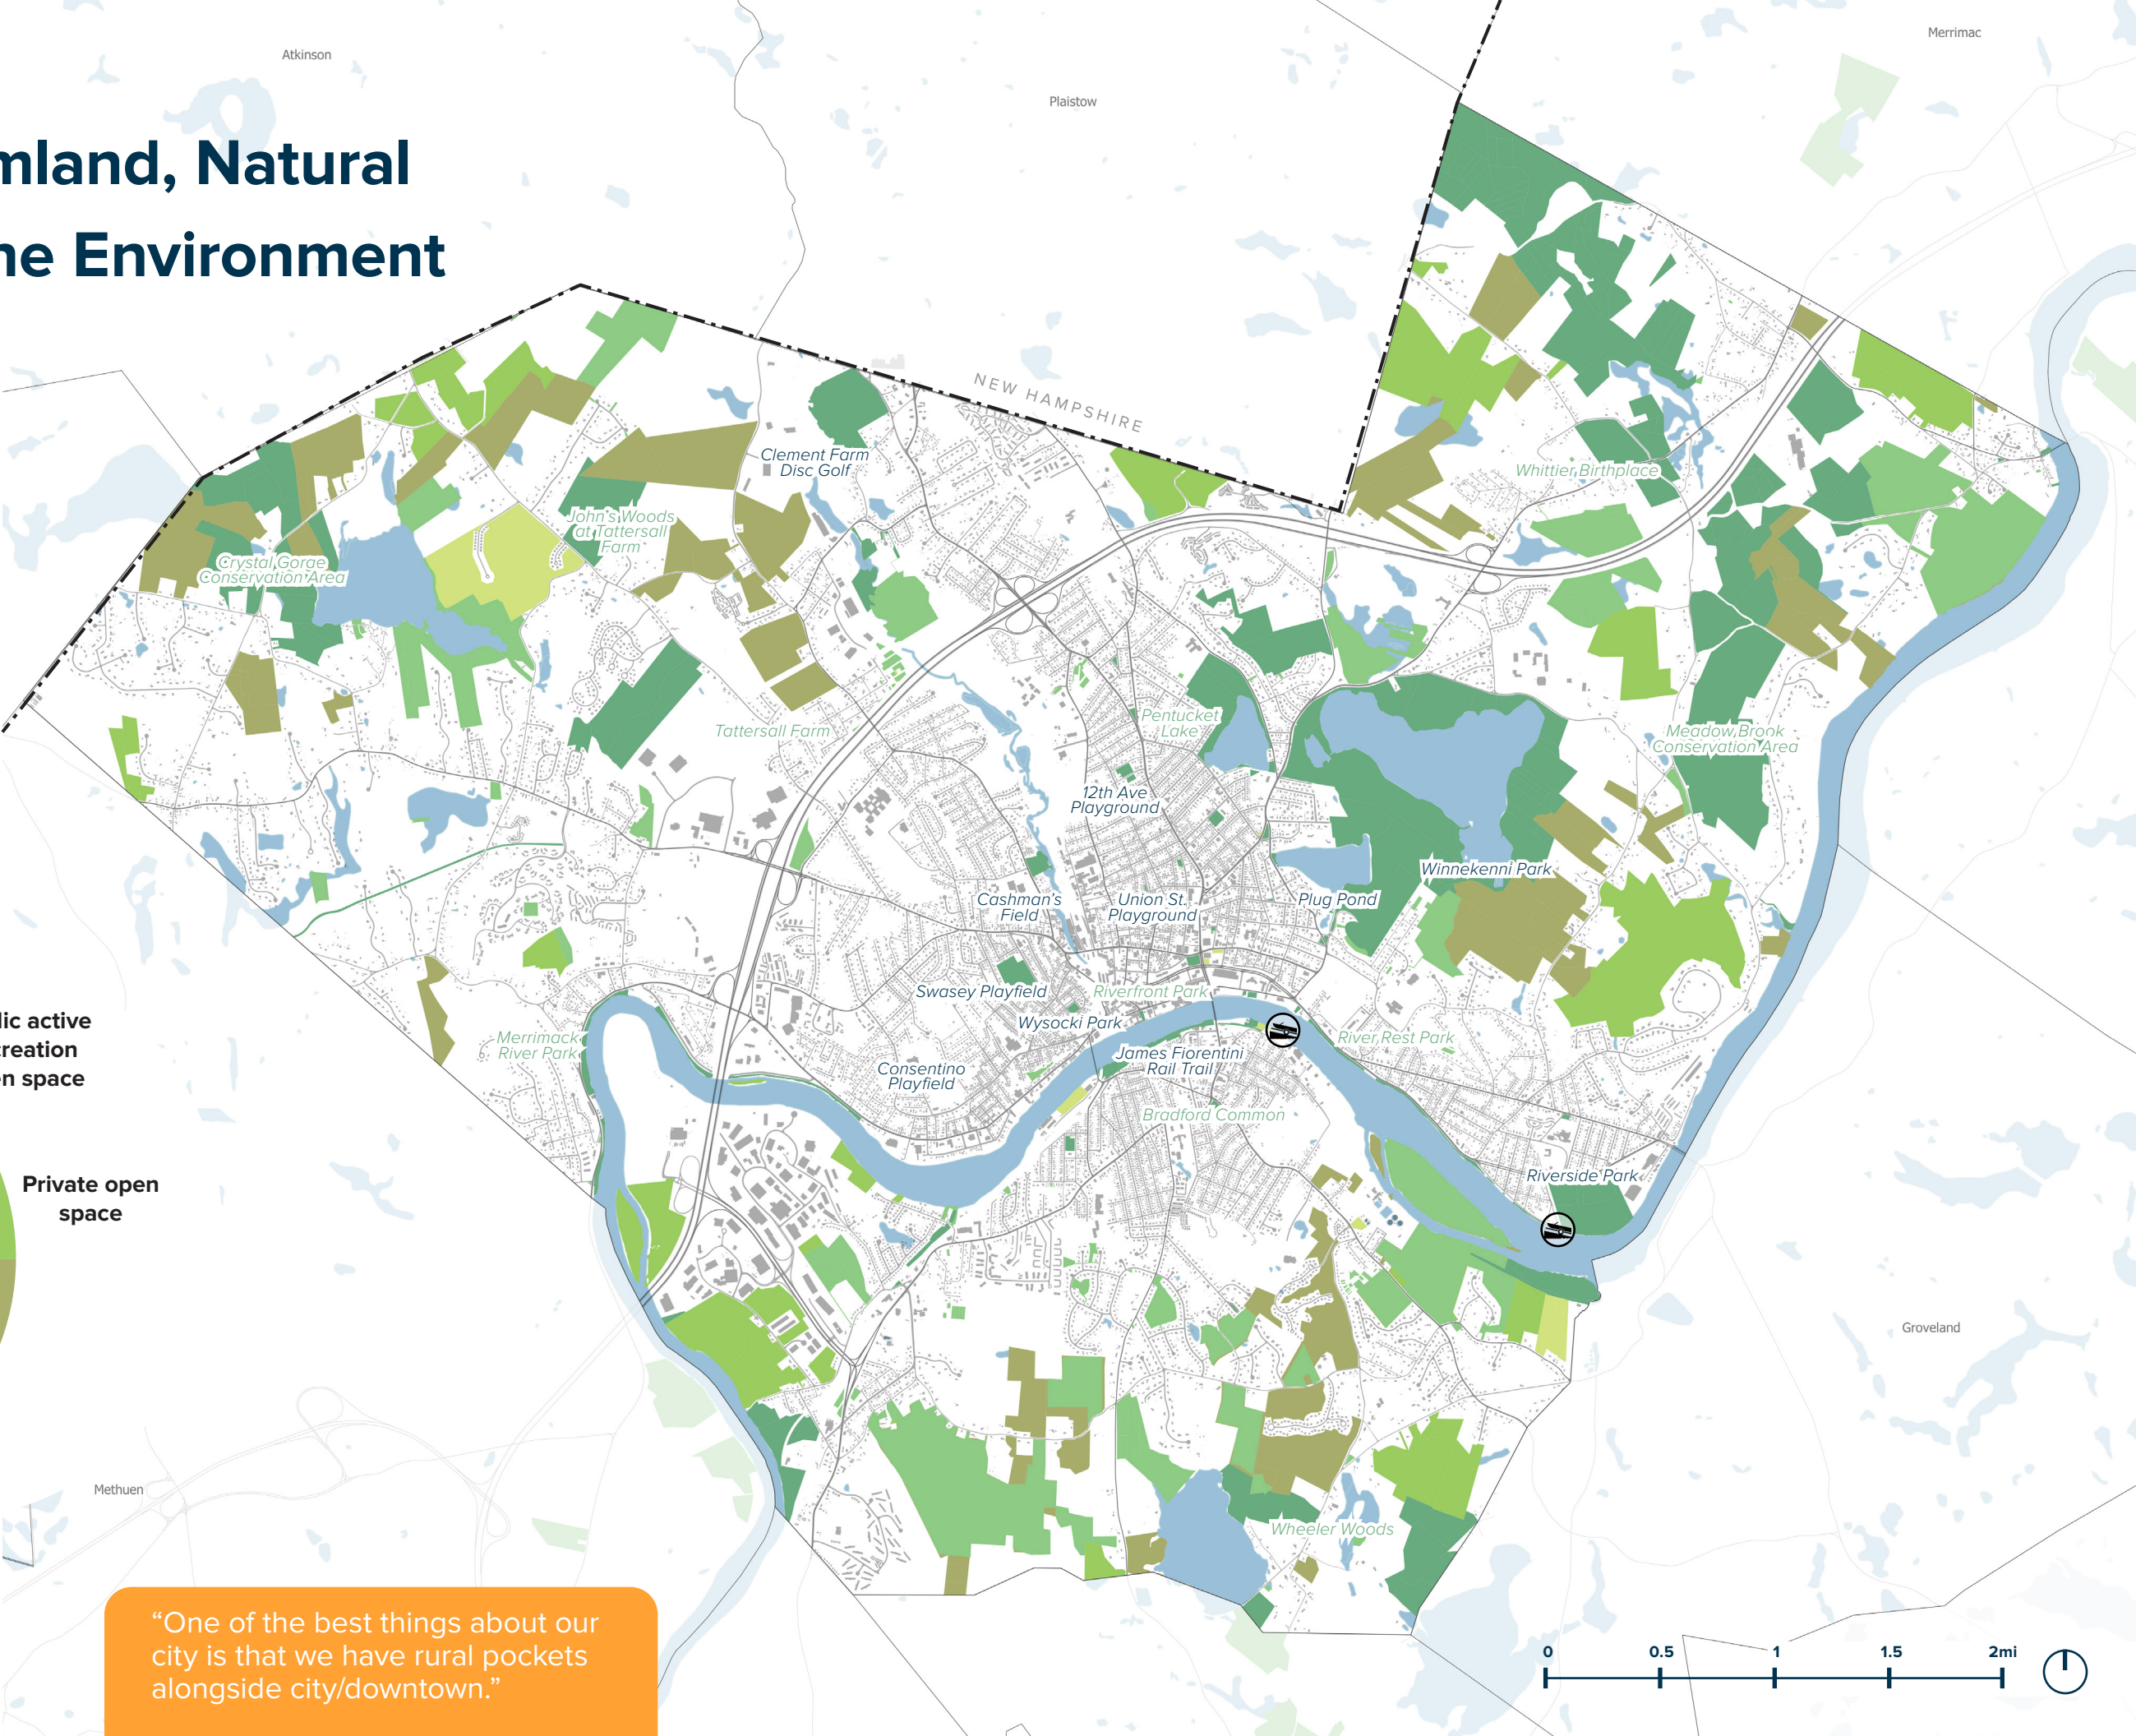 Atkinson
Merrimac
Plaistow
mland, Natural
ne Environment
NEW HAMPSHIRE
Clement Farm
Disc Golf
Whittier Birthplace
John's Woods
at Tattersall
Farm
Crystal Gorge
Conservation Area
Pentucket
Lake
Tattersall Farm
Meadow Brook
Conservation Area
12th Ave
Playground
Winnekenni Park
Cashman's
Field
Union St.
Playground
Plug Pond
Swasey Playfield
Riverfront Park
lic active
creation
en space
Wysocki Park
Merrimack
River Park
River Rest Park
James Fiorentini
Rail Trail
Consentino
Playfield
Bradford Common
Private open
space
Riverside Park
Groveland
Methuen
Wheeler Woods
“One of the best things about our
city is that we have rural pockets
alongside city/downtown.”
0 0.5 1 1.5 2mi